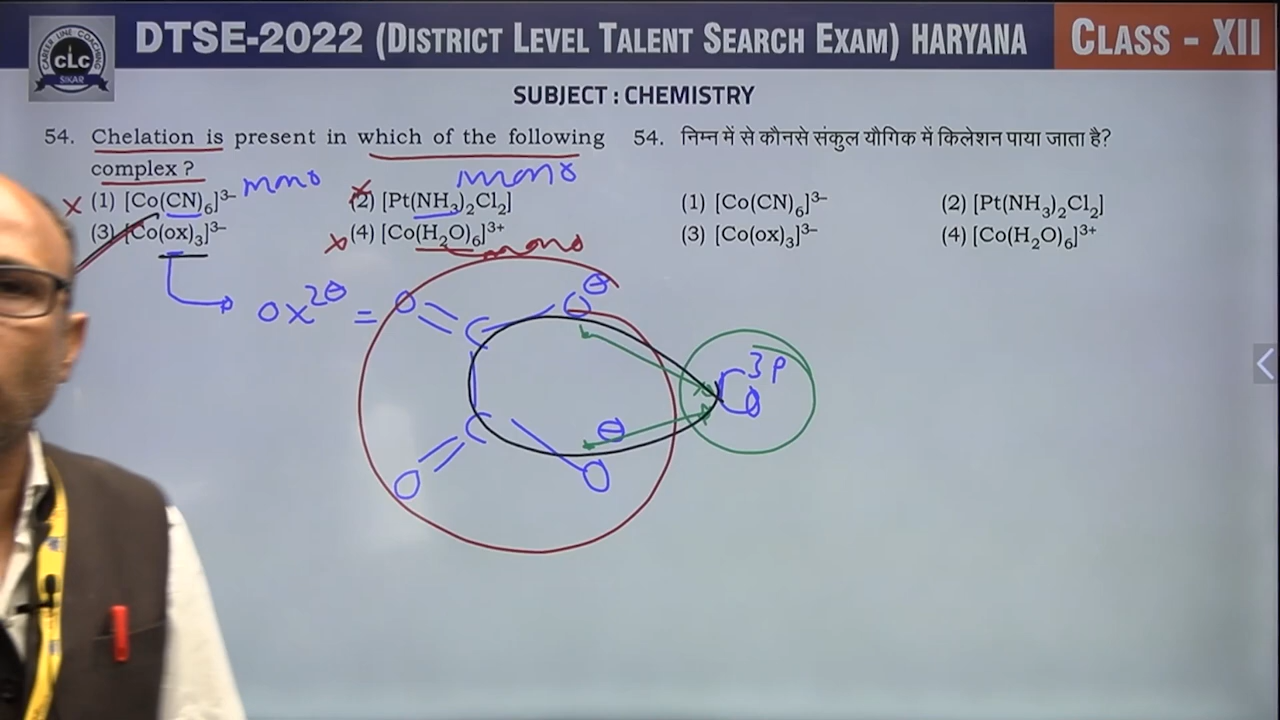 CAREER LINE COACHING
CLC
SIKAR
DTSE-2022 (DISTRICT LEVEL TALENT SEARCH EXAM) HARYANA
CLASS - XII
SUBJECT : CHEMISTRY
54. Chelation is present in which of the following
complex ?
(1) [Co(CN)₆]³⁻ mono
(2) [Pt(NH₃)₂Cl₂] mono
(3) [Co(ox)₃]³⁻
(4) [Co(H₂O)₆]³⁺ mono
54. निम्न में से कौनसे संकुल यौगिक में किलेशन पाया जाता है?
(1) [Co(CN)₆]³⁻ (2) [Pt(NH₃)₂Cl₂]
(3) [Co(ox)₃]³⁻ (4) [Co(H₂O)₆]³⁺
ox²⊖ =
O = C - O⊖
C
O = C - O⊖